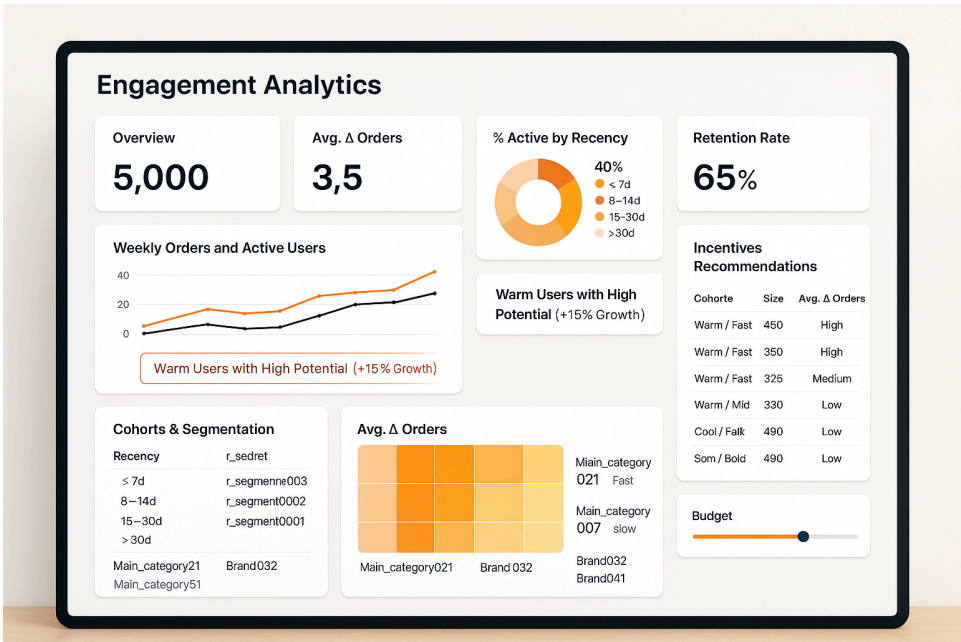 Engagement Analytics
Overview
5,000
Avg. Δ Orders
3,5
% Active by Recency
40%
≤ 7d
8–14d
15–30d
>30d
Retention Rate
65%
Weekly Orders and Active Users
40
20
0
Warm Users with High Potential (+15% Growth)
Warm Users with High
Potential (+15% Growth)
Incentives
Recommendations
Cohorte Size Avg. Δ Orders
Warm / Fast 450 High
Warm / Fast 350 High
Warm / Fast 325 Medium
Warm / Mid 330 Low
Cool / Falk 490 Low
Som / Bold 490 Low
Cohorts & Segmentation
Recency r_sedret
≤ 7d r_segmenne003
8–14d r_segment0002
15–30d r_segment0001
> 30d
Main_category21 Brand032
Main_category51
Avg. Δ Orders
Main_category021 Brand 032
Miain_category
021 Fast
Main_category
007 slow
Brand032
Brand041
Budget